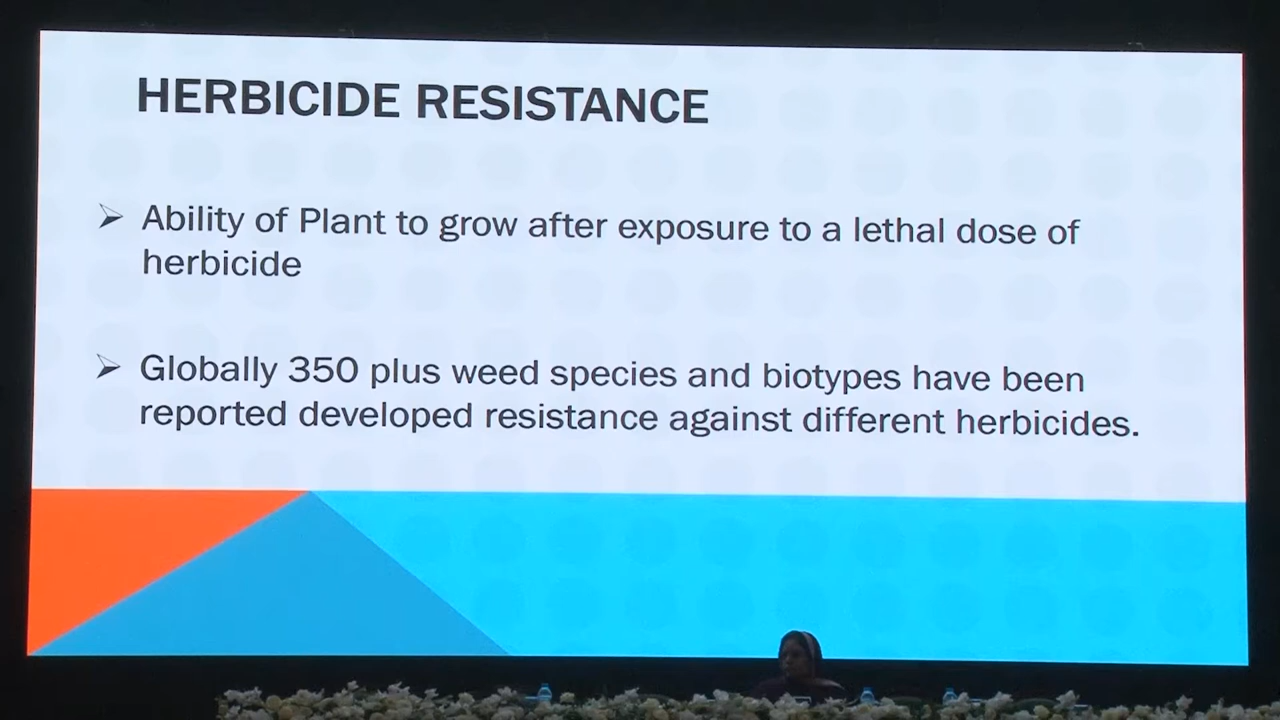 HERBICIDE RESISTANCE
➢ Ability of Plant to grow after exposure to a lethal dose of
herbicide
➢ Globally 350 plus weed species and biotypes have been
reported developed resistance against different herbicides.